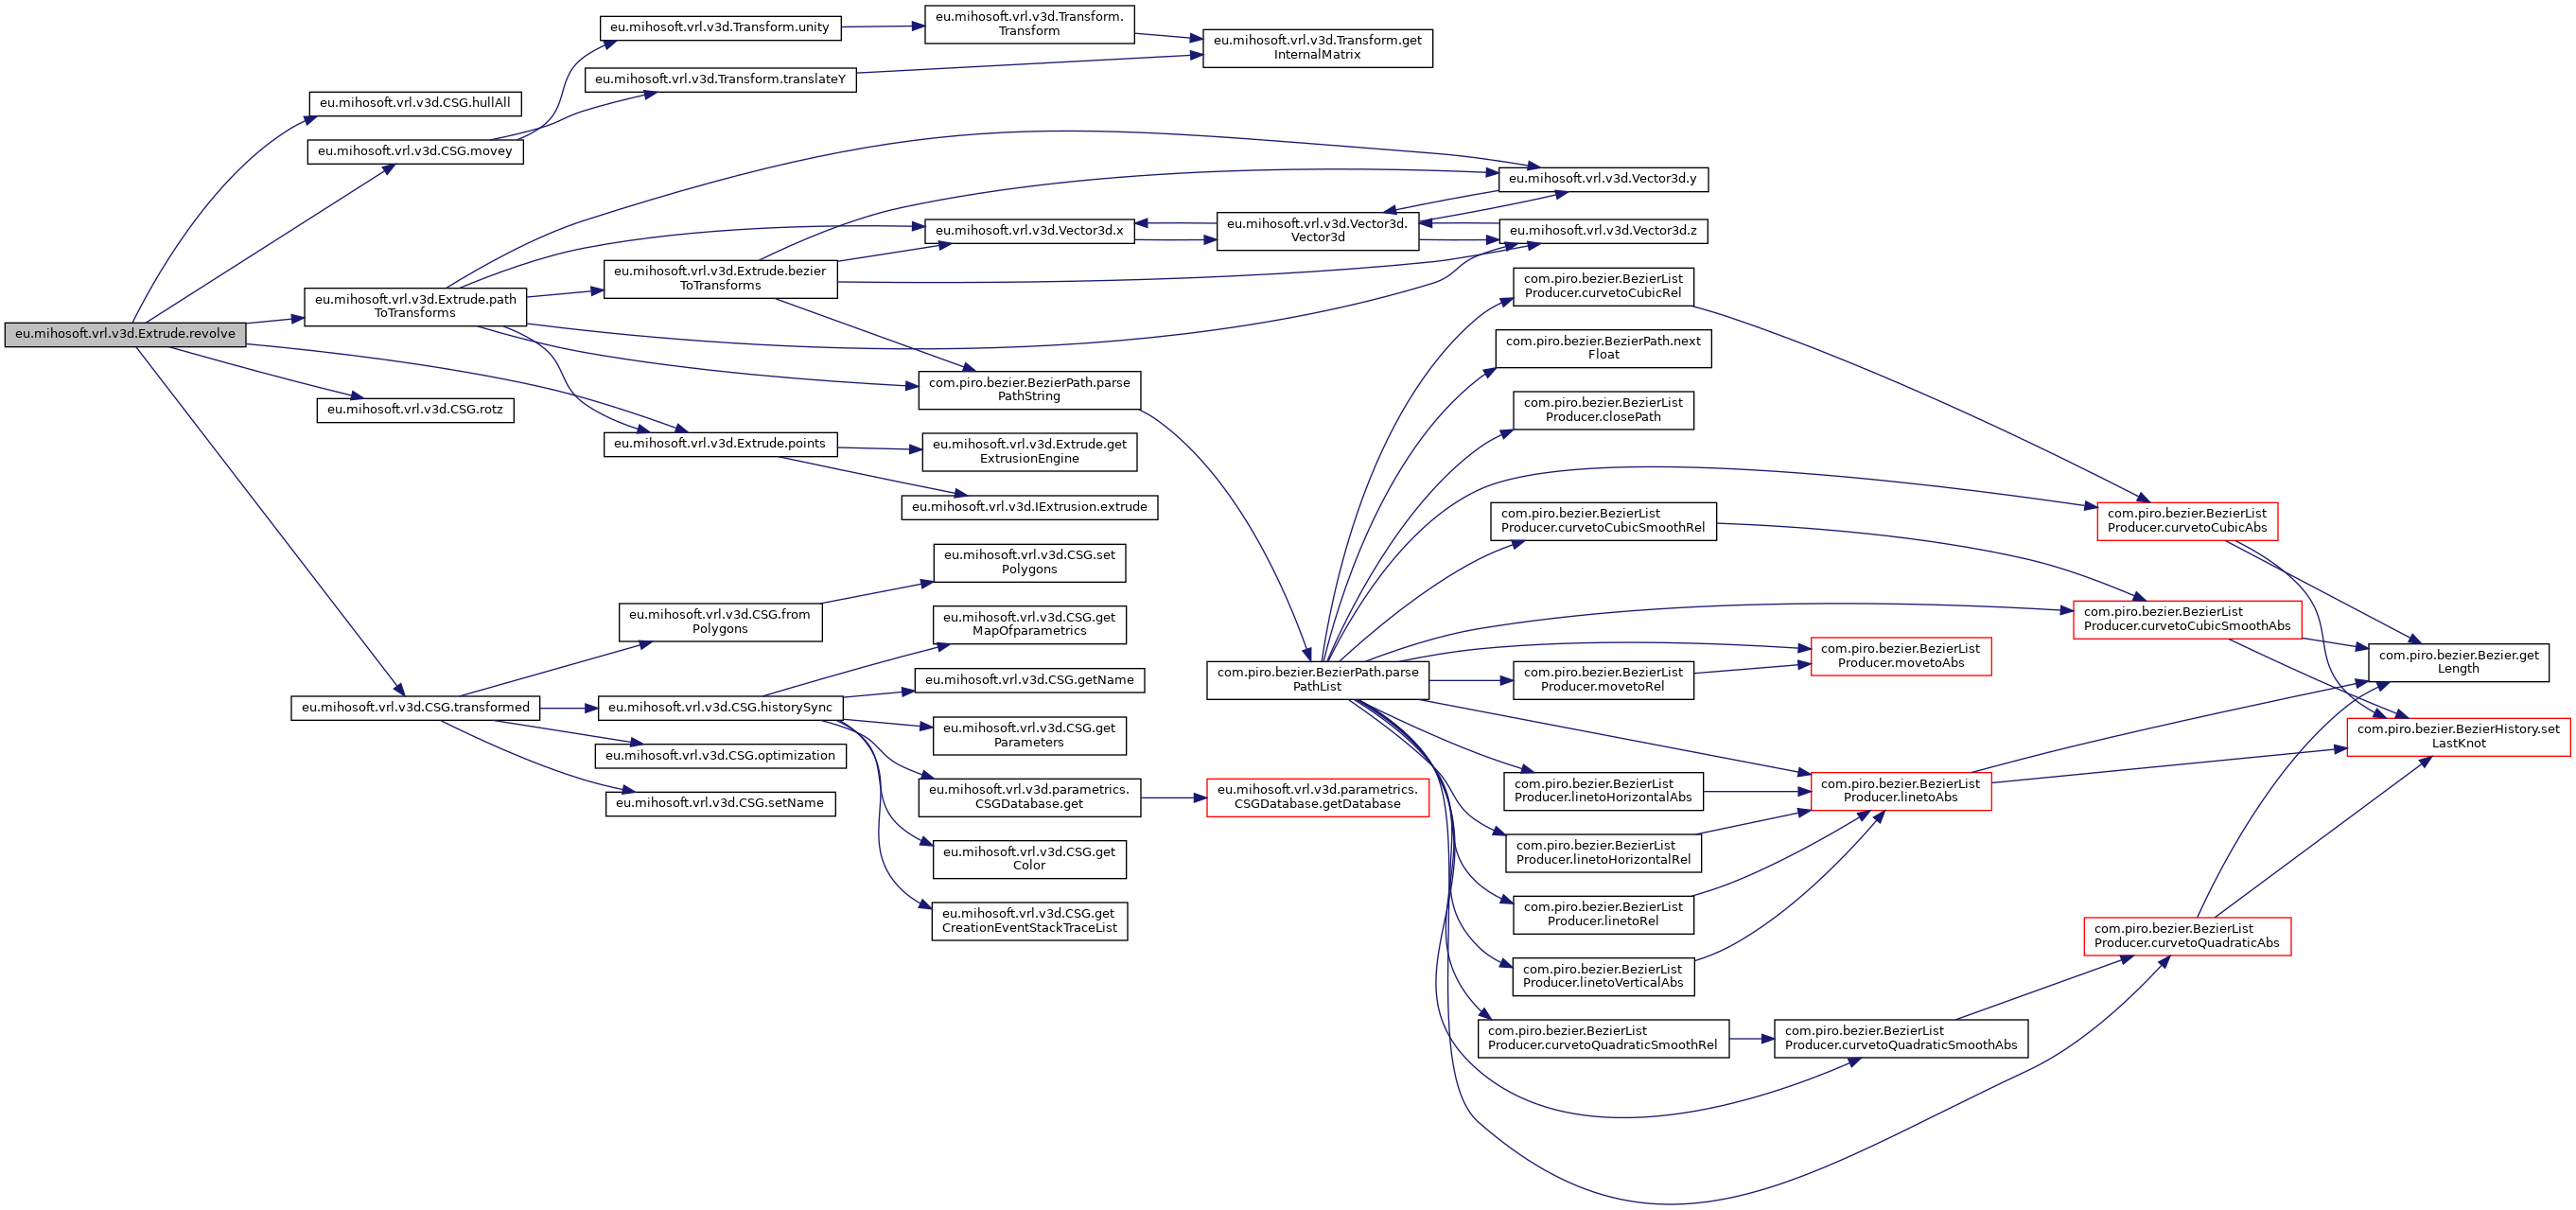 eu.mihosoft.vrl.v3d.Extrude.revolve
eu.mihosoft.vrl.v3d.CSG.hullAll
eu.mihosoft.vrl.v3d.CSG.movey
eu.mihosoft.vrl.v3d.Extrude.path
ToTransforms
eu.mihosoft.vrl.v3d.CSG.rotz
eu.mihosoft.vrl.v3d.CSG.transformed
eu.mihosoft.vrl.v3d.Transform.unity
eu.mihosoft.vrl.v3d.Transform.translateY
eu.mihosoft.vrl.v3d.Extrude.bezier
ToTransforms
eu.mihosoft.vrl.v3d.Extrude.points
eu.mihosoft.vrl.v3d.CSG.from
Polygons
eu.mihosoft.vrl.v3d.CSG.historySync
eu.mihosoft.vrl.v3d.CSG.optimization
eu.mihosoft.vrl.v3d.CSG.setName
eu.mihosoft.vrl.v3d.Transform.
Transform
eu.mihosoft.vrl.v3d.Vector3d.x
com.piro.bezier.BezierPath.parse
PathString
eu.mihosoft.vrl.v3d.Extrude.get
ExtrusionEngine
eu.mihosoft.vrl.v3d.IExtrusion.extrude
eu.mihosoft.vrl.v3d.CSG.set
Polygons
eu.mihosoft.vrl.v3d.CSG.get
MapOfparametrics
eu.mihosoft.vrl.v3d.CSG.getName
eu.mihosoft.vrl.v3d.CSG.get
Parameters
eu.mihosoft.vrl.v3d.parametrics.
CSGDatabase.get
eu.mihosoft.vrl.v3d.CSG.get
Color
eu.mihosoft.vrl.v3d.CSG.get
CreationEventStackTraceList
eu.mihosoft.vrl.v3d.Transform.get
InternalMatrix
eu.mihosoft.vrl.v3d.Vector3d.
Vector3d
com.piro.bezier.BezierPath.parse
PathList
eu.mihosoft.vrl.v3d.parametrics.
CSGDatabase.getDatabase
eu.mihosoft.vrl.v3d.Vector3d.y
eu.mihosoft.vrl.v3d.Vector3d.z
com.piro.bezier.BezierList
Producer.curvetoCubicRel
com.piro.bezier.BezierPath.next
Float
com.piro.bezier.BezierList
Producer.closePath
com.piro.bezier.BezierList
Producer.curvetoCubicSmoothRel
com.piro.bezier.BezierList
Producer.movetoRel
com.piro.bezier.BezierList
Producer.linetoHorizontalAbs
com.piro.bezier.BezierList
Producer.linetoHorizontalRel
com.piro.bezier.BezierList
Producer.linetoRel
com.piro.bezier.BezierList
Producer.linetoVerticalAbs
com.piro.bezier.BezierList
Producer.curvetoQuadraticSmoothRel
com.piro.bezier.BezierList
Producer.movetoAbs
com.piro.bezier.BezierList
Producer.linetoAbs
com.piro.bezier.BezierList
Producer.curvetoQuadraticSmoothAbs
com.piro.bezier.BezierList
Producer.curvetoCubicAbs
com.piro.bezier.BezierList
Producer.curvetoCubicSmoothAbs
com.piro.bezier.BezierList
Producer.curvetoQuadraticAbs
com.piro.bezier.Bezier.get
Length
com.piro.bezier.BezierHistory.set
LastKnot